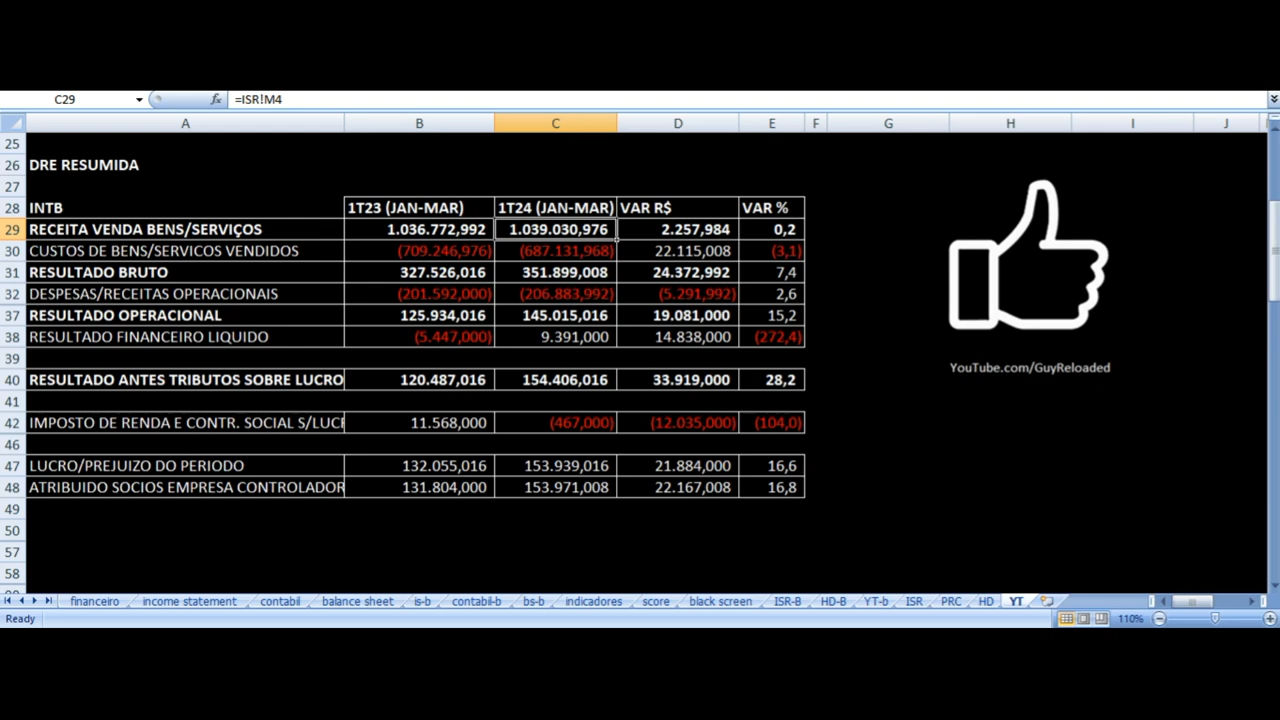 C29 fx =ISR!M4
A B C D E F G H I J
25
26 DRE RESUMIDA
27
28 INTB 1T23 (JAN-MAR) 1T24 (JAN-MAR) VAR R$ VAR %
29 RECEITA VENDA BENS/SERVIÇOS 1.036.772,992 1.039.030,976 2.257,984 0,2
30 CUSTOS DE BENS/SERVICOS VENDIDOS (709.246,976) (687.131,968) 22.115,008 (3,1)
31 RESULTADO BRUTO 327.526,016 351.899,008 24.372,992 7,4
32 DESPESAS/RECEITAS OPERACIONAIS (201.592,000) (206.883,992) (5.291,992) 2,6
37 RESULTADO OPERACIONAL 125.934,016 145.015,016 19.081,000 15,2
38 RESULTADO FINANCEIRO LIQUIDO (5.447,000) 9.391,000 14.838,000 (272,4)
39
40 RESULTADO ANTES TRIBUTOS SOBRE LUCRO 120.487,016 154.406,016 33.919,000 28,2
41
42 IMPOSTO DE RENDA E CONTR. SOCIAL S/LUCR 11.568,000 (467,000) (12.035,000) (104,0)
46
47 LUCRO/PREJUIZO DO PERIODO 132.055,016 153.939,016 21.884,000 16,6
48 ATRIBUIDO SOCIOS EMPRESA CONTROLADOR 131.804,000 153.971,008 22.167,008 16,8
49
50
57
58
YouTube.com/GuyReloaded
financeiro income statement contabil balance sheet is-b contabil-b bs-b indicadores score black screen ISR-B HD-B YT-b ISR PRC HD YT
Ready 110%